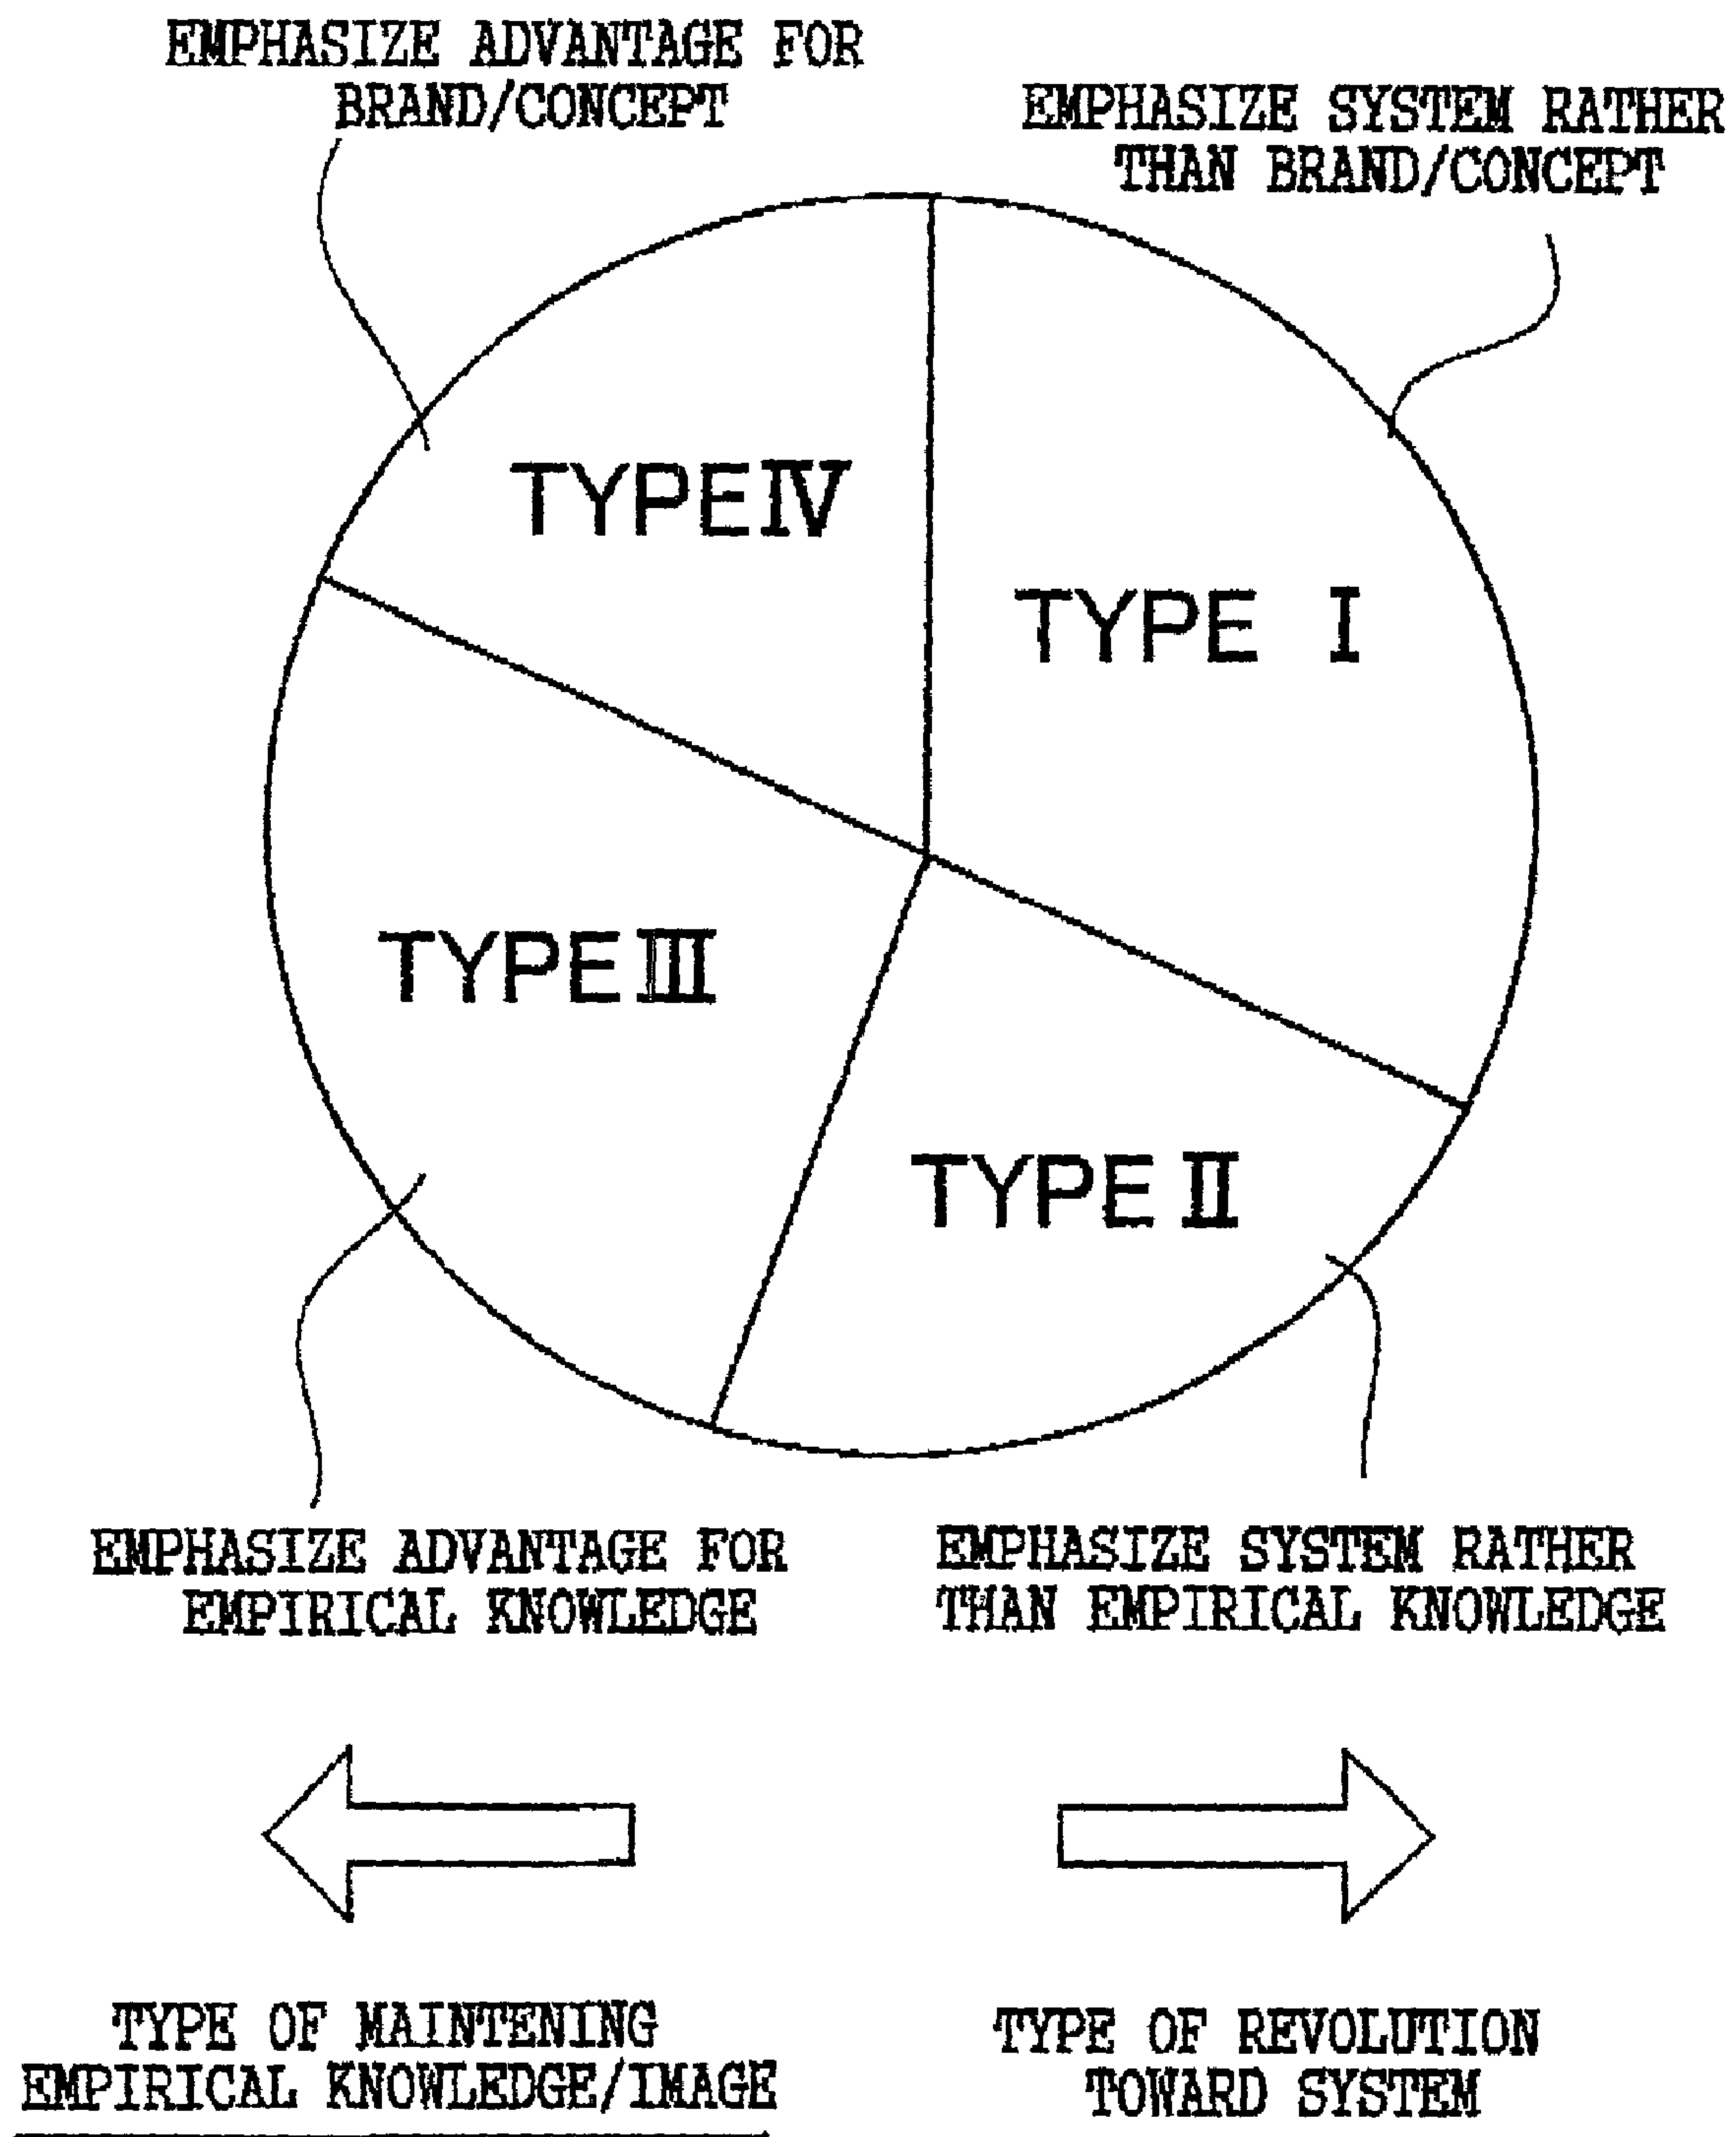 EMPHASIZE ADVANTAGE FOR
BRAND/CONCEPT
EMPHASIZE SYSTEM RATHER
THAN BRAND/CONCEPT
TYPE IV
TYPE I
TYPE III
TYPE II
EMPHASIZE ADVANTAGE FOR
EMPIRICAL KNOWLEDGE
EMPHASIZE SYSTEM RATHER
THAN EMPIRICAL KNOWLEDGE
TYPE OF MAINTENING
EMPIRICAL KNOWLEDGE/IMAGE
TYPE OF REVOLUTION
TOWARD SYSTEM